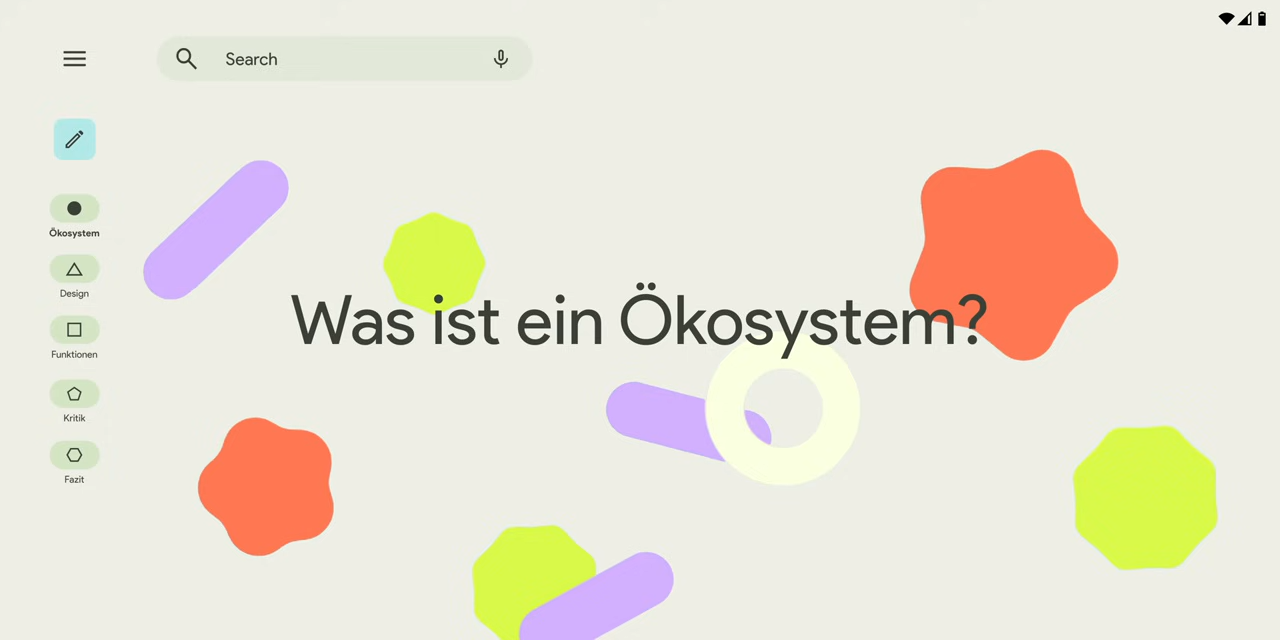 Search
Ökosystem
Design
Funktionen
Kritik
Fazit
Was ist ein Ökosystem?